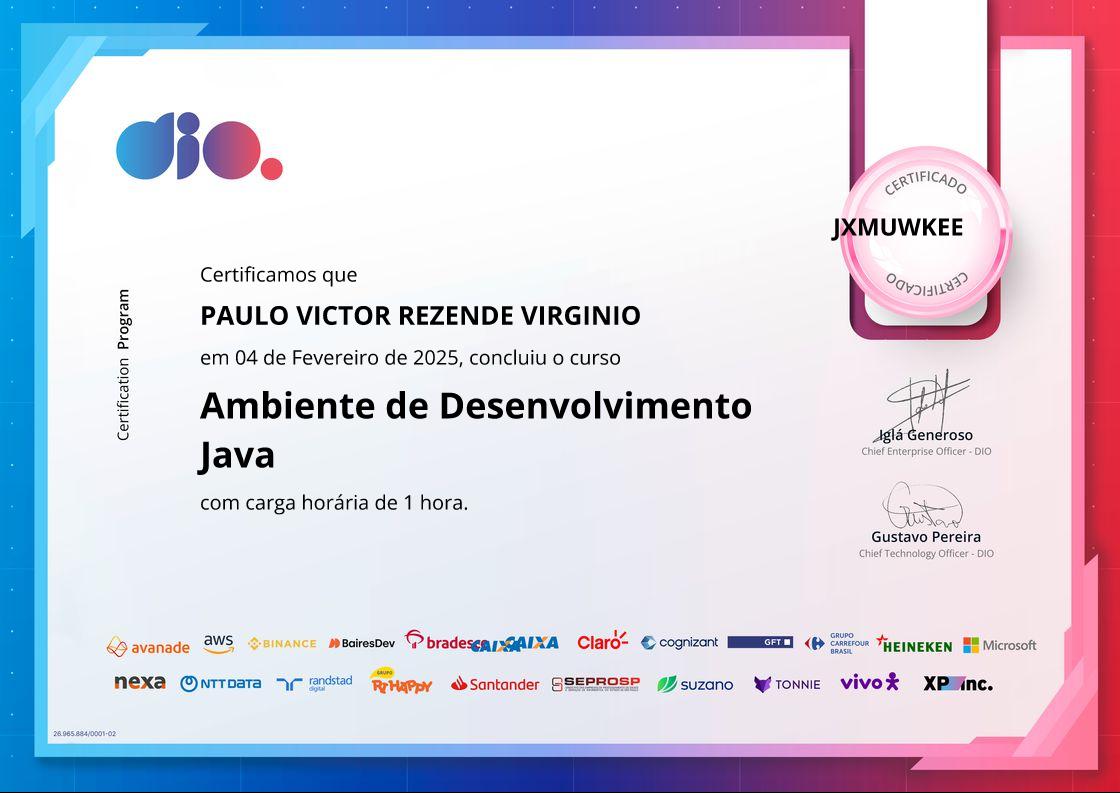 dio.
CERTIFICADO
JXMUWKEE
CERTIFICADO
Certification Program
Certificamos que
PAULO VICTOR REZENDE VIRGINIO
em 04 de Fevereiro de 2025, concluiu o curso
Ambiente de Desenvolvimento
Java
com carga horária de 1 hora.
Iglá Generoso
Chief Enterprise Officer - DIO
Gustavo Pereira
Chief Technology Officer - DIO
avanade aws BINANCE BairesDev bradesco CAIXA CAIXA Claro cognizant GFT GRUPO CARREFOUR BRASIL HEINEKEN Microsoft
nexa NTT DATA randstad digital GRUPO RiHappy Santander SEPROSP suzano TONNIE vivo XP inc.
26.965.884/0001-02